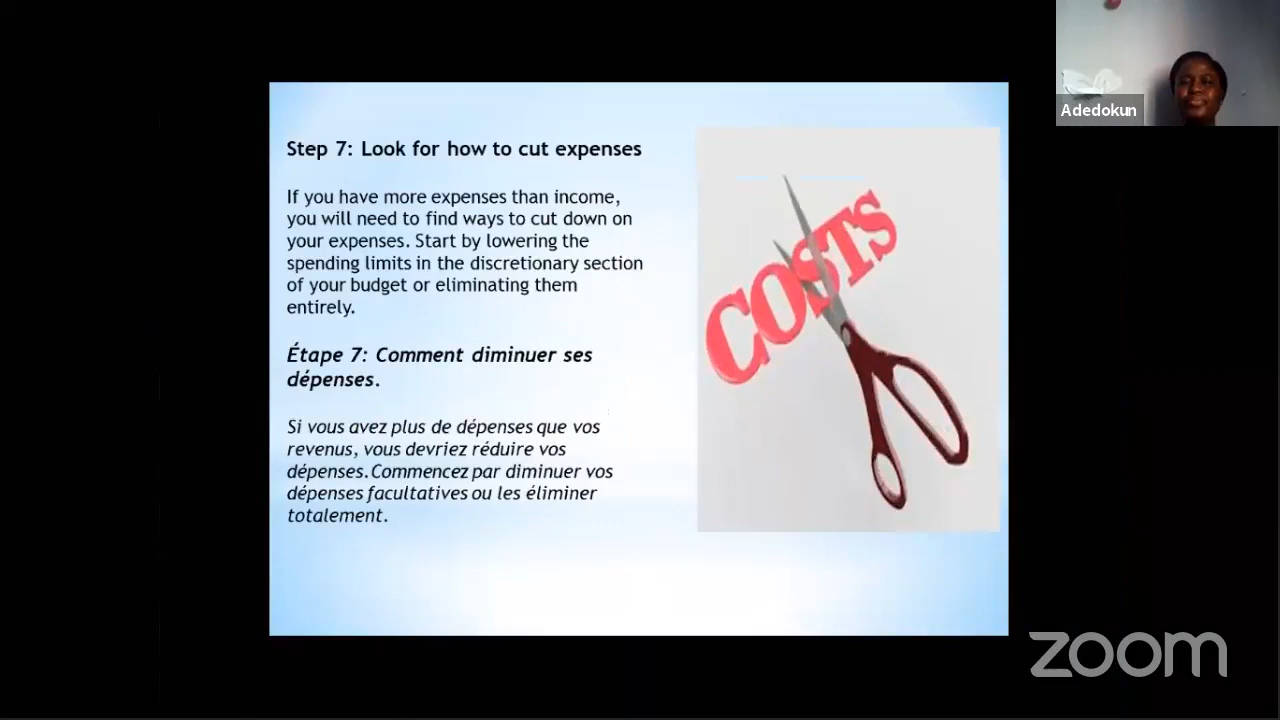 Adedokun
Step 7: Look for how to cut expenses
If you have more expenses than income,
you will need to find ways to cut down on
your expenses. Start by lowering the
spending limits in the discretionary section
of your budget or eliminating them
entirely.
Étape 7: Comment diminuer ses
dépenses.
Si vous avez plus de dépenses que vos
revenus, vous devriez réduire vos
dépenses.Commencez par diminuer vos
dépenses facultatives ou les éliminer
totalement.
COSTS
zoom